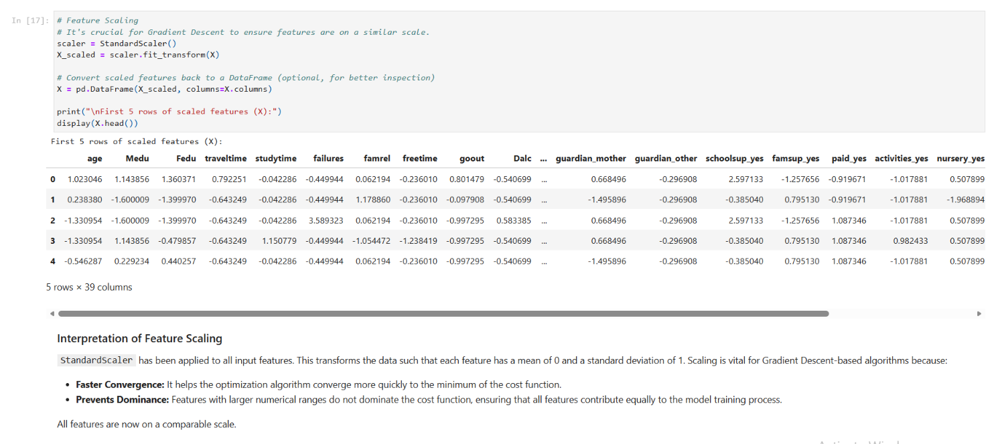 In [17]: # Feature Scaling
# It's crucial for Gradient Descent to ensure features are on a similar scale.
scaler = StandardScaler()
X_scaled = scaler.fit_transform(X)
# Convert scaled features back to a DataFrame (optional, for better inspection)
X = pd.DataFrame(X_scaled, columns=X.columns)
print("\nFirst 5 rows of scaled features (X):")
display(X.head())
First 5 rows of scaled features (X):
age Medu Fedu traveltime studytime failures famrel freetime goout Dalc ... guardian_mother guardian_other schoolsup_yes famsup_yes paid_yes activities_yes nursery_yes
0 1.023046 1.143856 1.360371 0.792251 -0.042286 -0.449944 0.062194 -0.236010 0.801479 -0.540699 ... 0.668496 -0.296908 2.597133 -1.257656 -0.919671 -1.017881 0.507899
1 0.238380 -1.600009 -1.399970 -0.643249 -0.042286 -0.449944 1.178860 -0.236010 -0.097908 -0.540699 ... -1.495896 -0.296908 -0.385040 0.795130 -0.919671 -1.017881 -1.968894
2 -1.330954 -1.600009 -1.399970 -0.643249 -0.042286 3.589323 0.062194 -0.236010 -0.997295 0.583385 ... 0.668496 -0.296908 2.597133 -1.257656 1.087346 -1.017881 0.507899
3 -1.330954 1.143856 -0.479857 -0.643249 1.150779 -0.449944 -1.054472 -1.238419 -0.997295 -0.540699 ... 0.668496 -0.296908 -0.385040 0.795130 1.087346 0.982433 0.507899
4 -0.546287 0.229234 0.440257 -0.643249 -0.042286 -0.449944 0.062194 -0.236010 -0.997295 -0.540699 ... -1.495896 -0.296908 -0.385040 0.795130 1.087346 -1.017881 0.507899
5 rows × 39 columns
Interpretation of Feature Scaling
StandardScaler has been applied to all input features. This transforms the data such that each feature has a mean of 0 and a standard deviation of 1. Scaling is vital for Gradient Descent-based algorithms because:
• Faster Convergence: It helps the optimization algorithm converge more quickly to the minimum of the cost function.
• Prevents Dominance: Features with larger numerical ranges do not dominate the cost function, ensuring that all features contribute equally to the model training process.
All features are now on a comparable scale.